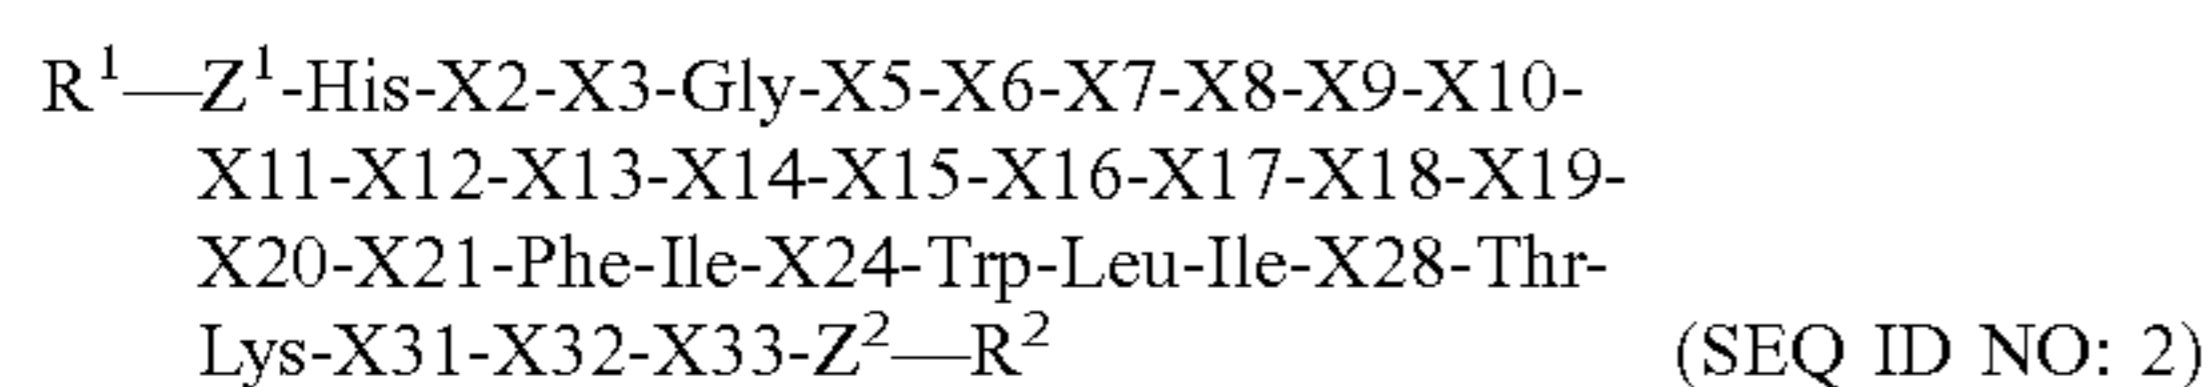 R¹—Z¹-His-X2-X3-Gly-X5-X6-X7-X8-X9-X10-
X11-X12-X13-X14-X15-X16-X17-X18-X19-
X20-X21-Phe-Ile-X24-Trp-Leu-Ile-X28-Thr-
Lys-X31-X32-X33-Z²—R² (SEQ ID NO: 2)